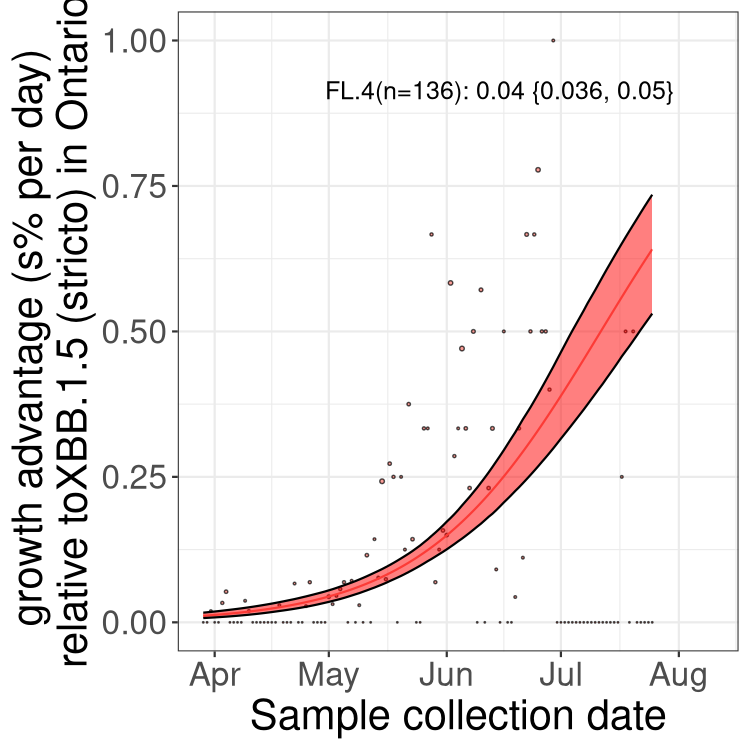 growth advantage (s% per day)
relative toXBB.1.5 (stricto) in Ontario
1.00
FL.4(n=136): 0.04 {0.036, 0.05}
0.75
0.50
0.25
0.00
Apr May Jun Jul Aug
Sample collection date